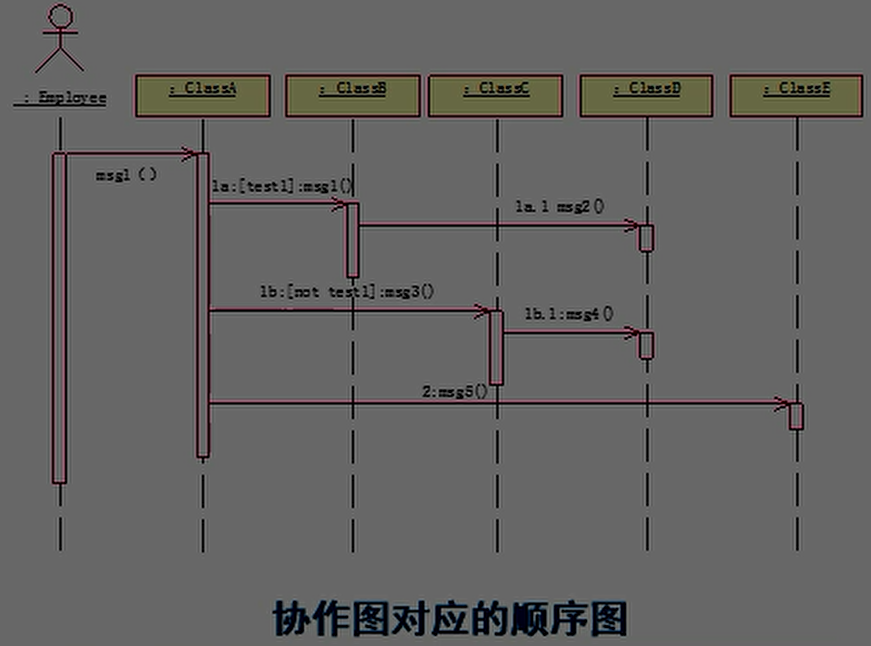 : Employee
: ClassA
: ClassB
: ClassC
: ClassD
: ClassE
msg1 ()
1a:[test1]:msg1()
1a.1 msg2()
1b:[not test1]:msg3()
1b.1:msg4()
2:msg5()
协作图对应的顺序图